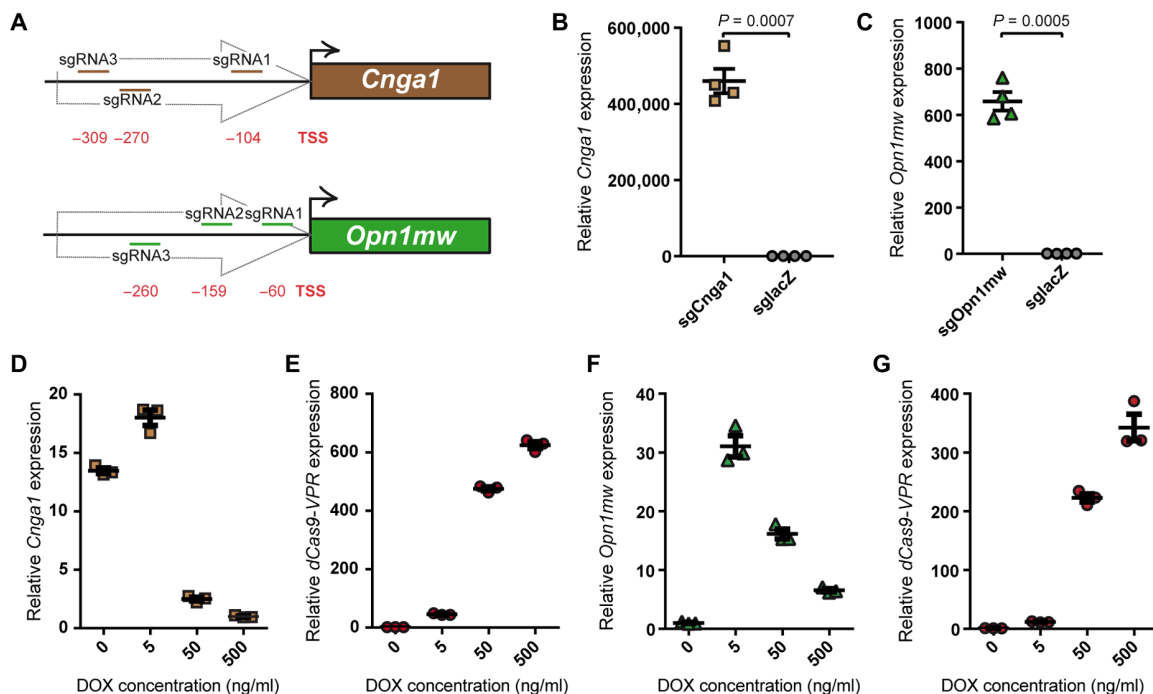 A
sgRNA3
sgRNA1
Cnga1
sgRNA2
–309
–270
–104
TSS
sgRNA2
sgRNA1
Opn1mw
sgRNA3
–260
–159
–60
TSS
B
P = 0.0007
Relative Cnga1 expression
600,000
400,000
200,000
0
sgCnga1
sglacZ
C
P = 0.0005
Relative Opn1mw expression
1000
800
600
400
200
0
sgOpn1mw
sglacZ
D
Relative Cnga1 expression
20
15
10
5
0
0
5
50
500
DOX concentration (ng/ml)
E
Relative dCas9-VPR expression
800
600
400
200
0
0
5
50
500
DOX concentration (ng/ml)
F
Relative Opn1mw expression
40
30
20
10
0
0
5
50
500
DOX concentration (ng/ml)
G
Relative dCas9-VPR expression
400
300
200
100
0
0
5
50
500
DOX concentration (ng/ml)